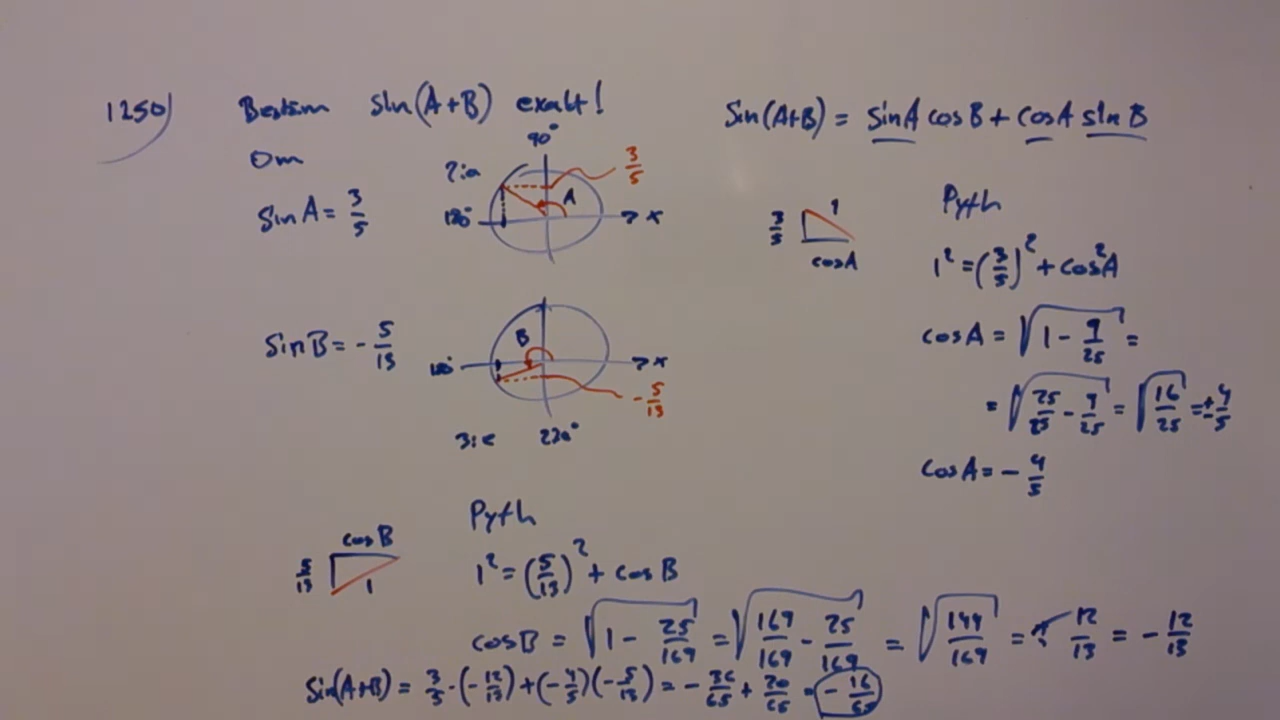 1250) Bestäm sin(A+B) exakt!
Om
sinA = 3/5
90°
3/5
2:a
A
180°
x
sin(A+B) = sinA cosB + cosA sinB
3/5
1
cosA
Pyth
1² = (3/5)² + cos²A
cosA = √(1 - 9/25) =
= √(25/25 - 9/25) = √(16/25) = ± 4/5
cosA = - 4/5
sinB = - 5/13
B
180°
x
- 5/13
3:e
cosB
5/13
1
Pyth
1² = (5/13)² + cosB
cosB = √(1 - 25/169) = √(169/169 - 25/169) = √(144/169) = 12/13 = - 12/13
sin(A+B) = 3/5 · (- 12/13) + (- 4/5)(- 5/13) = - 36/65 + 20/65 = - 16/65